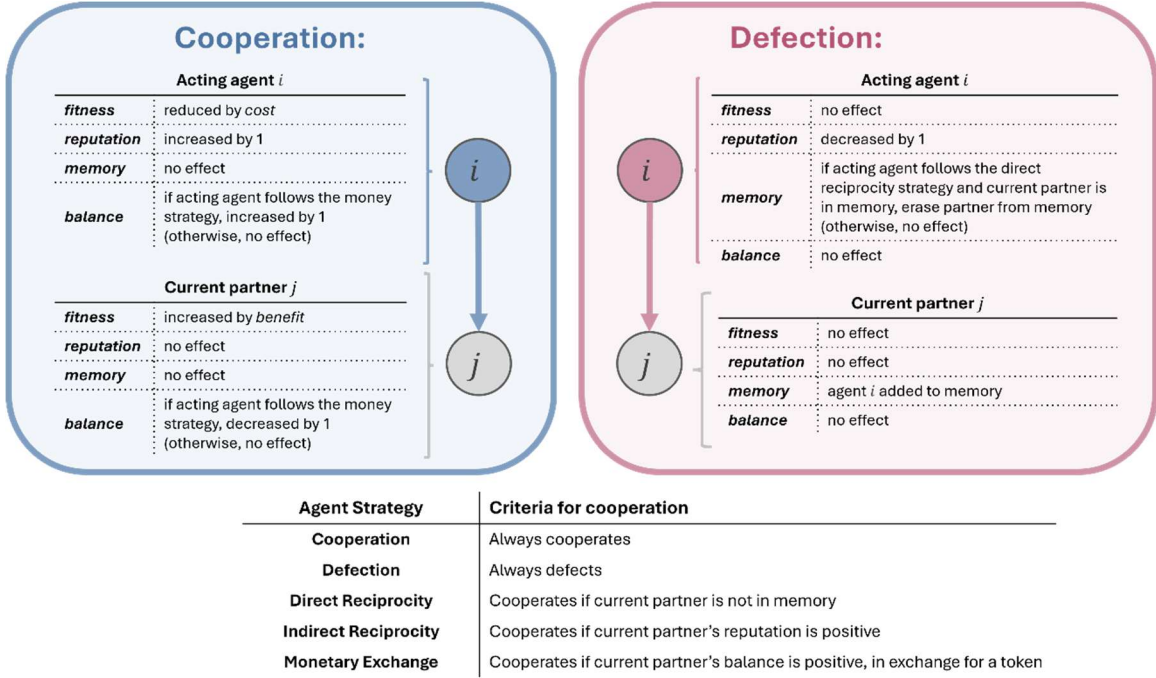 Cooperation:
Acting agent i
fitness reduced by cost
reputation increased by 1
memory no effect
balance if acting agent follows the money
strategy, increased by 1
(otherwise, no effect)
i
Current partner j
fitness increased by benefit
reputation no effect
memory no effect
balance if acting agent follows the money
strategy, decreased by 1
(otherwise, no effect)
j
Defection:
Acting agent i
fitness no effect
reputation decreased by 1
memory if acting agent follows the direct
reciprocity strategy and current partner is
in memory, erase partner from memory
(otherwise, no effect)
balance no effect
i
Current partner j
fitness no effect
reputation no effect
memory agent i added to memory
balance no effect
j
Agent Strategy Criteria for cooperation
Cooperation Always cooperates
Defection Always defects
Direct Reciprocity Cooperates if current partner is not in memory
Indirect Reciprocity Cooperates if current partner's reputation is positive
Monetary Exchange Cooperates if current partner's balance is positive, in exchange for a token